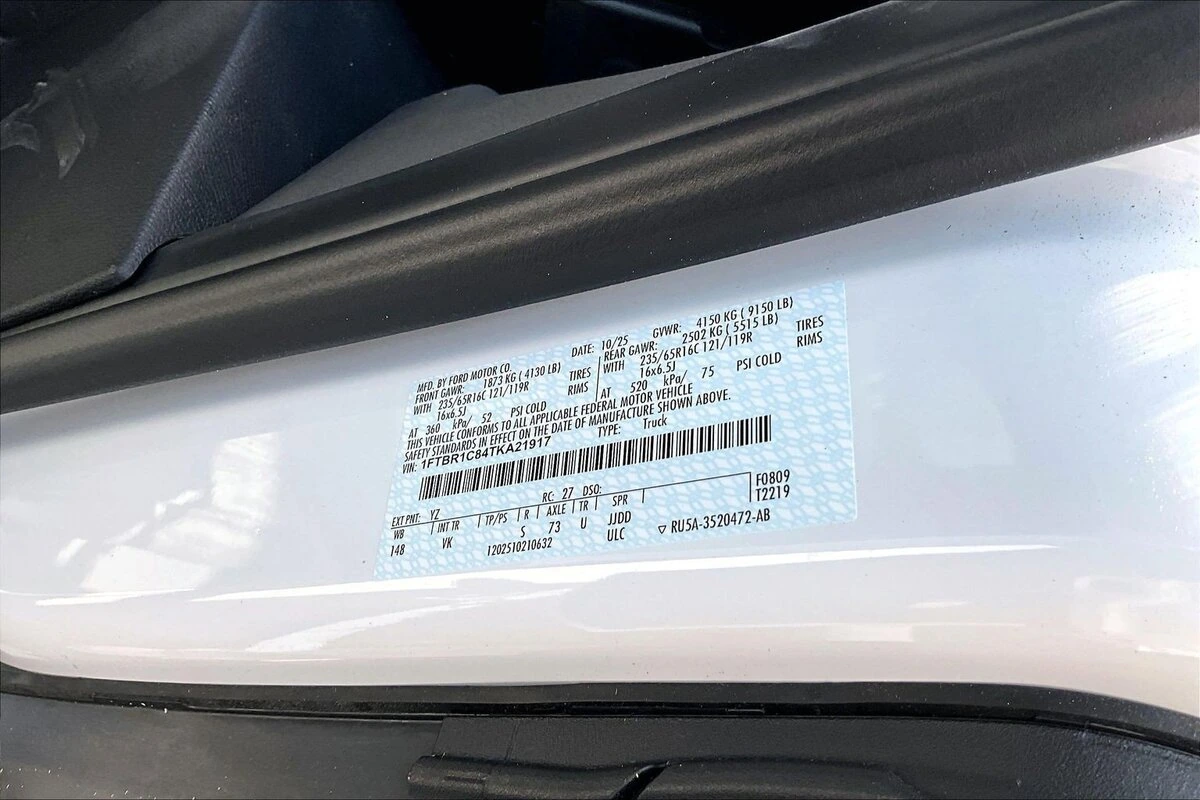 MFD. BY FORD MOTOR CO. DATE: 10/25 GVWR: 4150 KG ( 9150 LB)
FRONT GAWR: 1873 KG ( 4130 LB) REAR GAWR: 2502 KG ( 5515 LB)
WITH 235/65R16C 121/119R TIRES WITH 235/65R16C 121/119R TIRES
16x6.5J RIMS 16x6.5J RIMS
AT 360 kPa/ 52 PSI COLD AT 520 kPa/ 75 PSI COLD
THIS VEHICLE CONFORMS TO ALL APPLICABLE FEDERAL MOTOR VEHICLE
SAFETY STANDARDS IN EFFECT ON THE DATE OF MANUFACTURE SHOWN ABOVE.
VIN: 1FTBR1C84TKA21917 TYPE: Truck
EXT PNT: YZ RC: 27 DSO: F0809
WB INT TR TP/PS R AXLE TR SPR T2219
148 VK S 73 U JJDD
1202510210632 ULC ▽ RU5A-3520472-AB